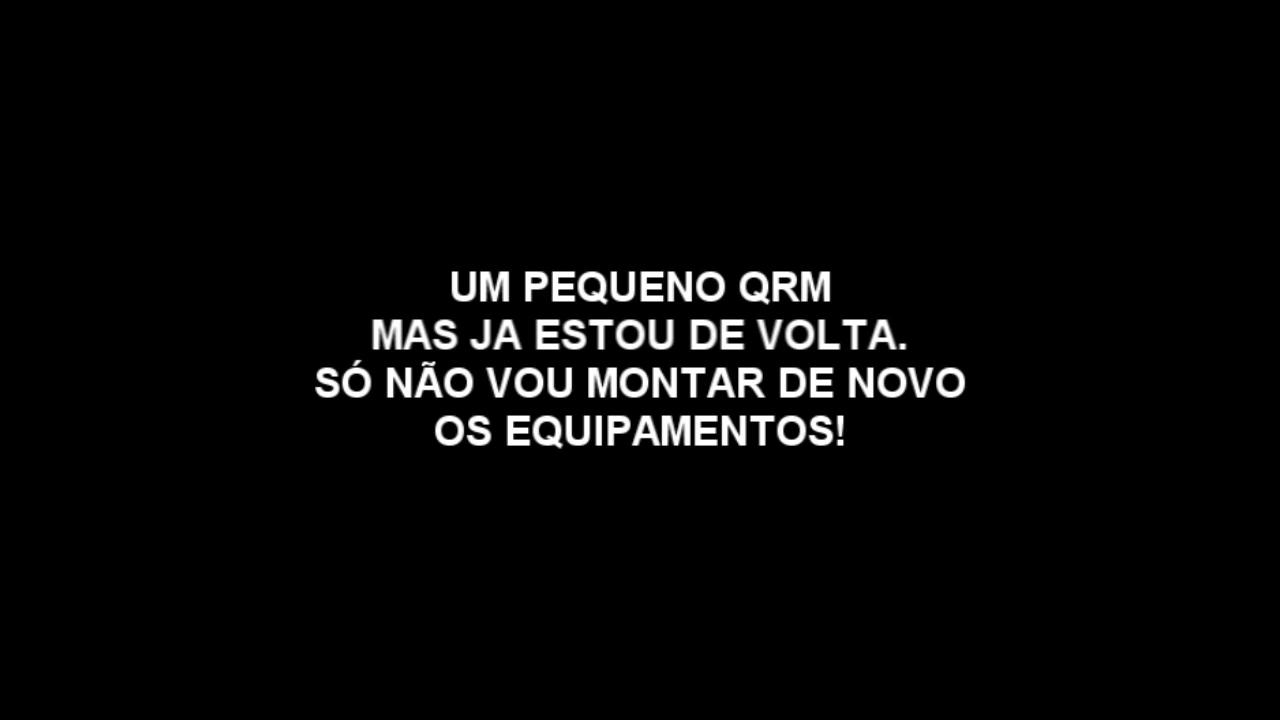 UM PEQUENO QRM
MAS JA ESTOU DE VOLTA.
SÓ NÃO VOU MONTAR DE NOVO
OS EQUIPAMENTOS!